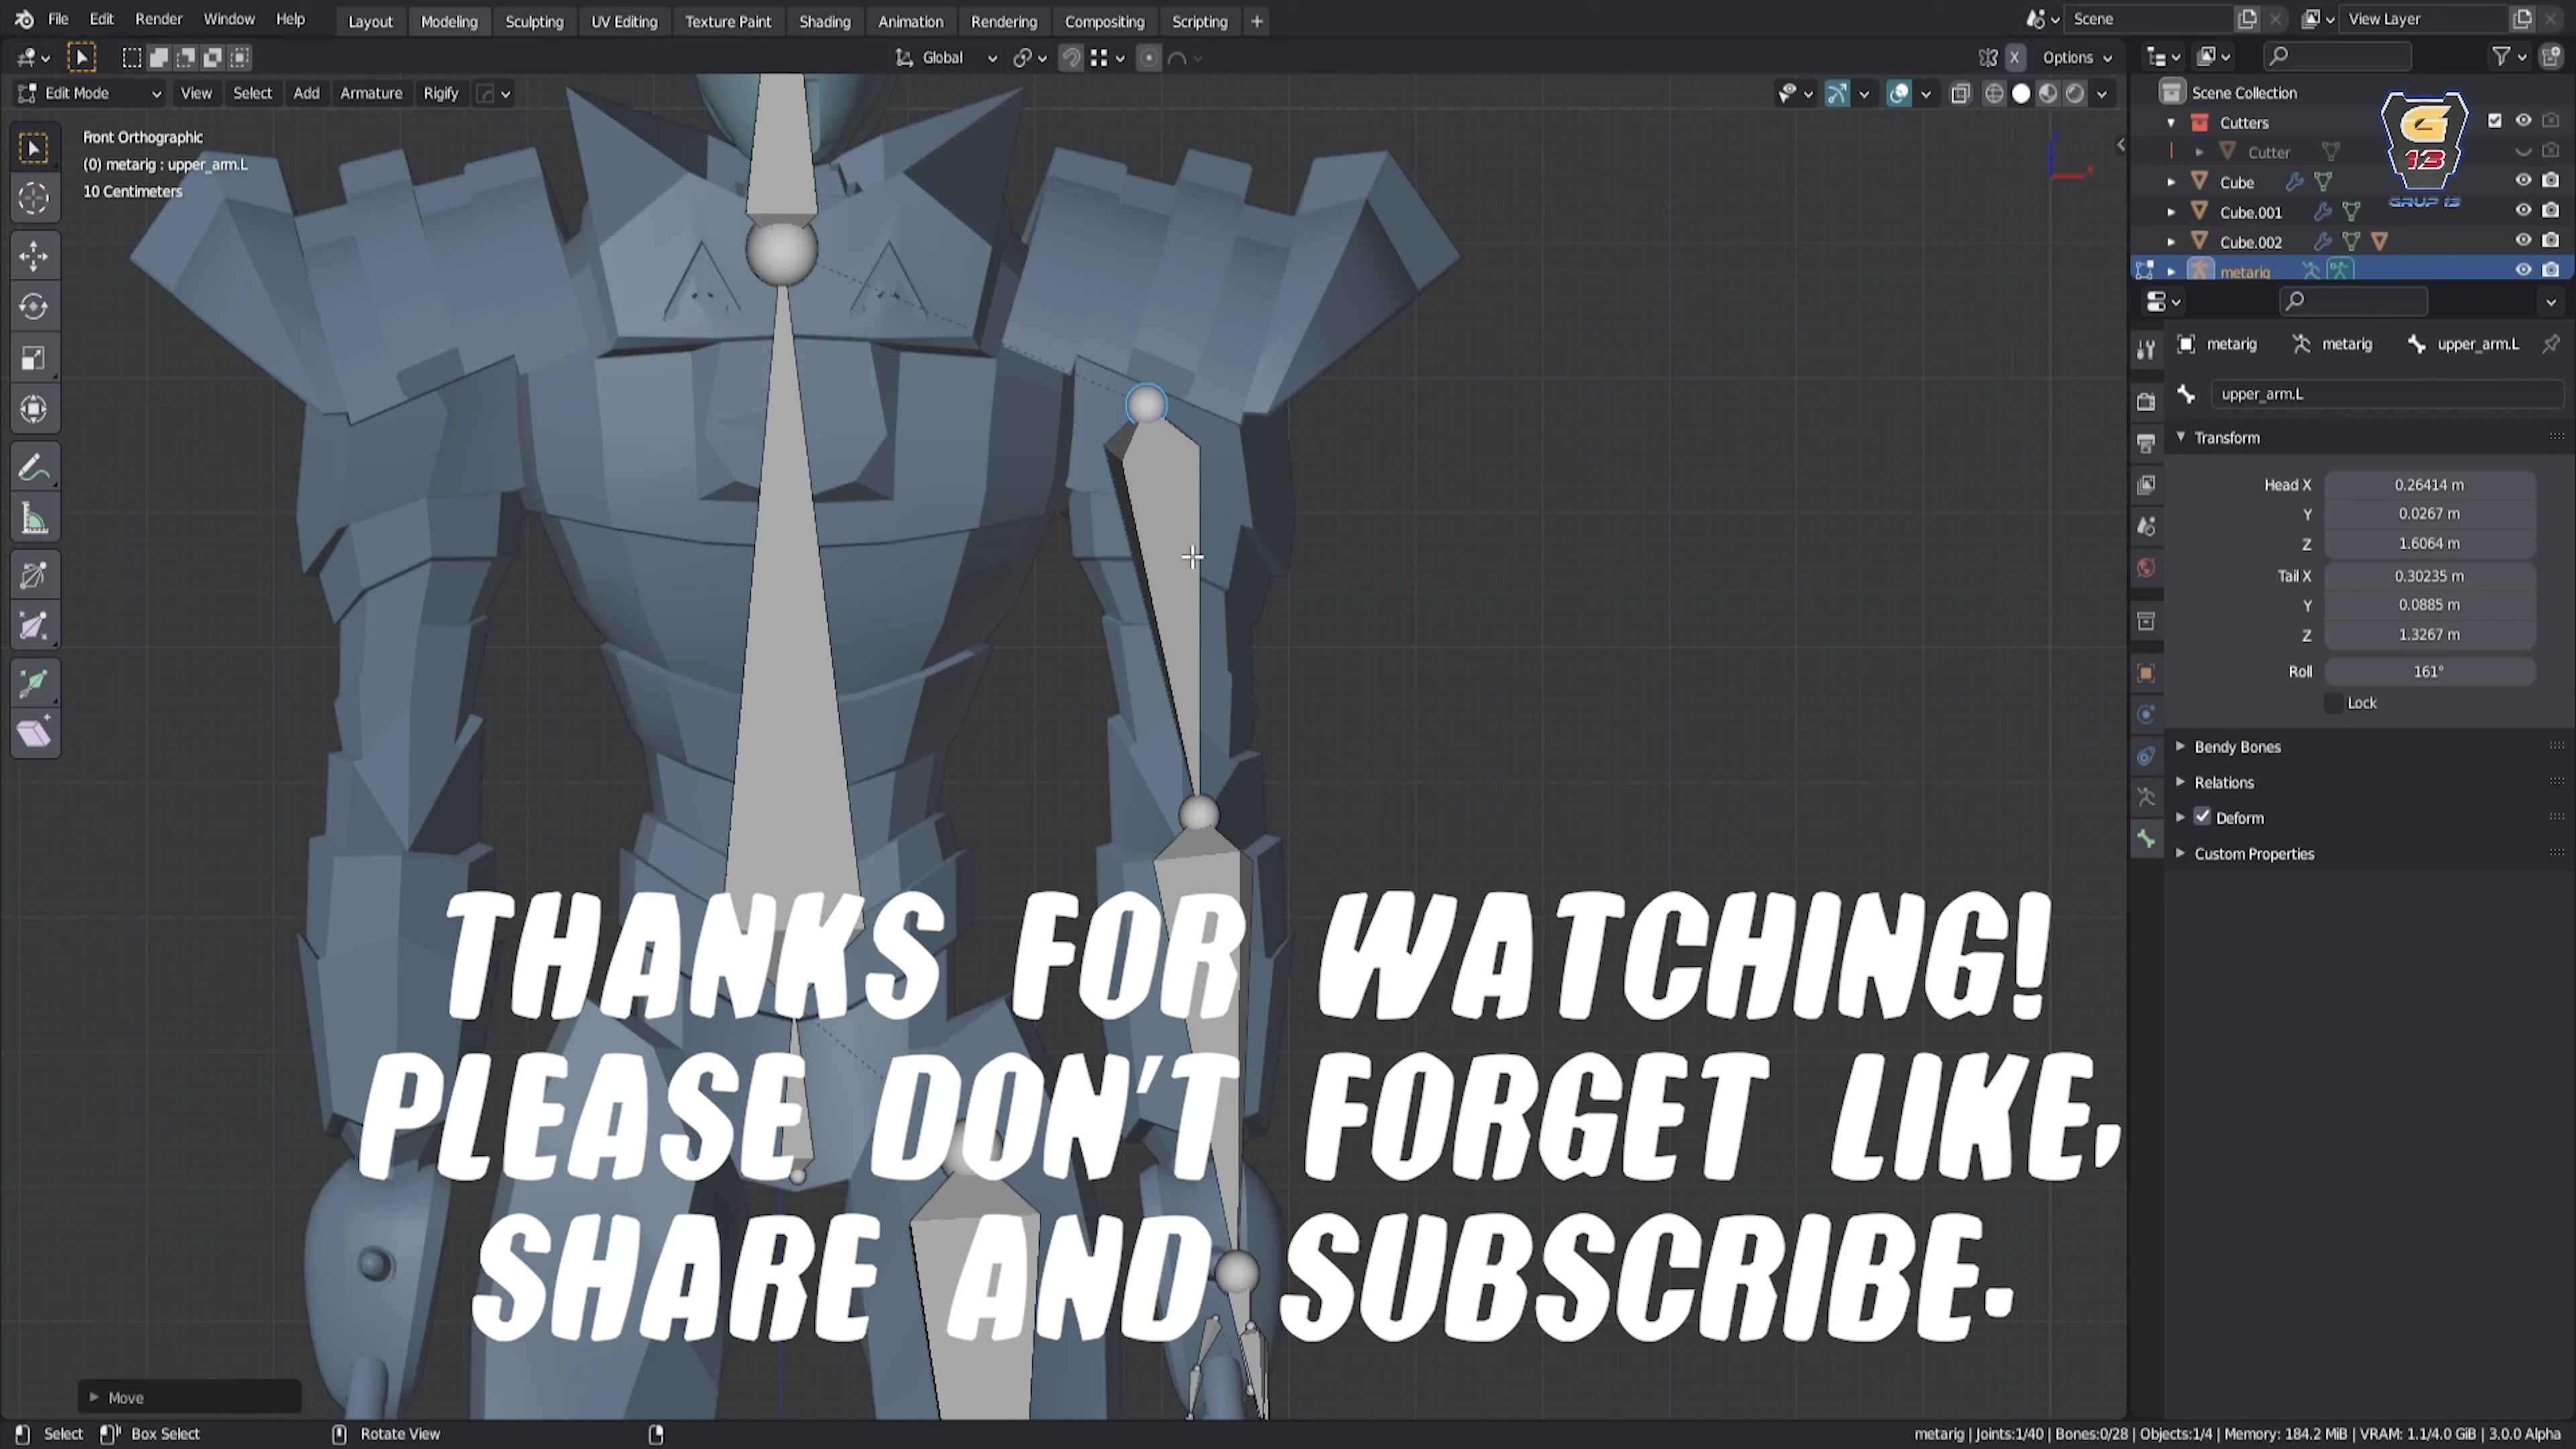 File Edit Render Window Help Layout Modeling Sculpting UV Editing Texture Paint Shading Animation Rendering Compositing Scripting + Scene View Layer
Global X Options
Edit Mode View Select Add Armature Rigify
Scene Collection
Front Orthographic
(0) metarig : upper_arm.L
10 Centimeters
Cutters
Cutter
Cube
Cube.001
Cube.002
metarig
G
13
GRUP 13
metarig metarig upper_arm.L
upper_arm.L
Transform
Head X 0.26414 m
Y 0.0267 m
Z 1.6064 m
Tail X 0.30235 m
Y 0.0885 m
Z 1.3267 m
Roll 161°
Lock
Bendy Bones
Relations
Deform
Custom Properties
THANKS FOR WATCHING!
PLEASE DON'T FORGET LIKE,
SHARE AND SUBSCRIBE.
Move
Select Box Select Rotate View metarig | Joints:1/40 | Bones:0/28 | Objects:1/4 | Memory: 184.2 MiB | VRAM: 1.1/4.0 GiB | 3.0.0 Alpha